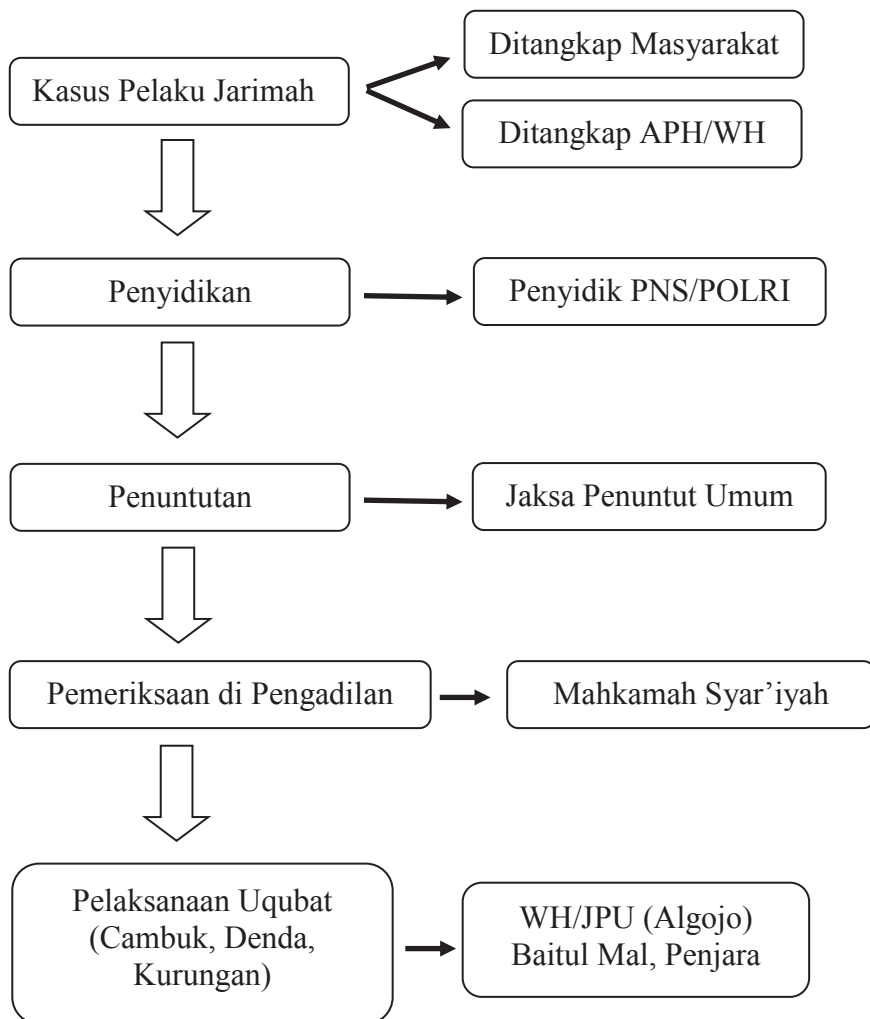 Ditangkap Masyarakat
Kasus Pelaku Jarimah
Ditangkap APH/WH
Penyidikan
Penyidik PNS/POLRI
Penuntutan
Jaksa Penuntut Umum
Pemeriksaan di Pengadilan
Mahkamah Syar’iyah
Pelaksanaan Uqubat
(Cambuk, Denda,
Kurungan)
WH/JPU (Algojo)
Baitul Mal, Penjara